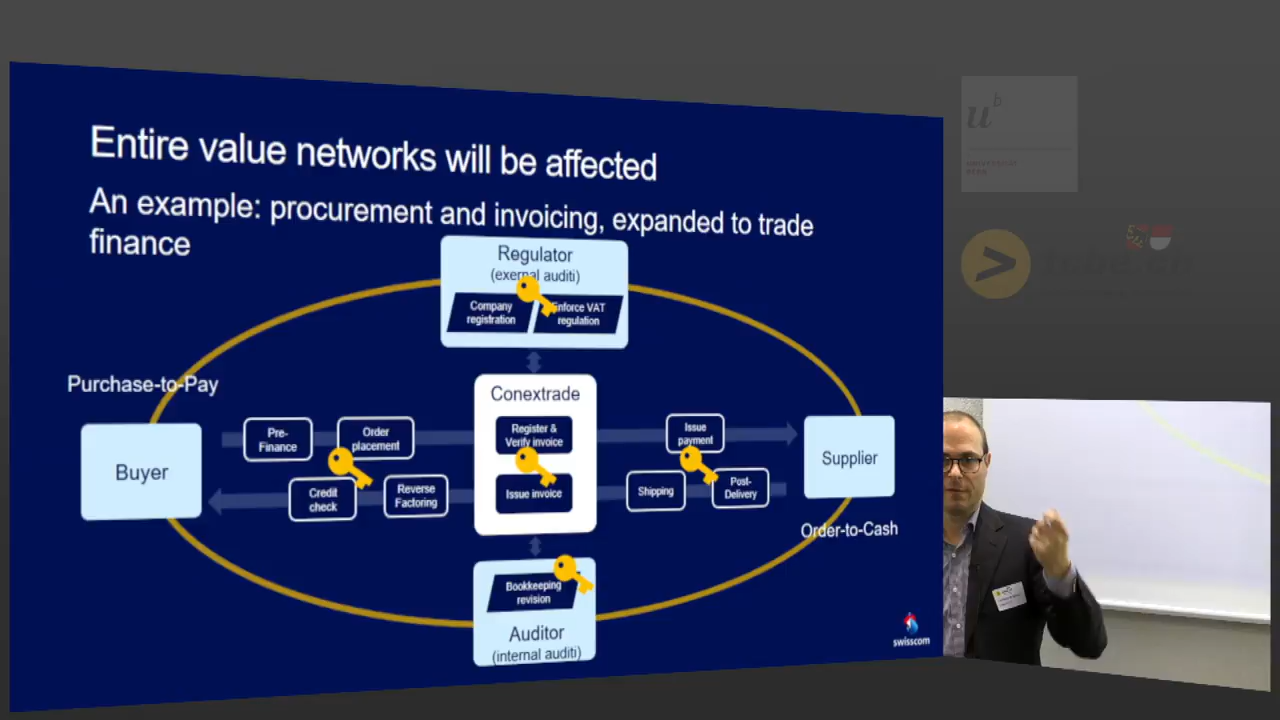 Entire value networks will be affected
An example: procurement and invoicing, expanded to trade
finance
Regulator
(exernal auditi)
Company
registration
Enforce VAT
regulation
Purchase-to-Pay
Conextrade
Buyer
Pre-
Finance
Order
placement
Credit
check
Reverse
Factoring
Register &
Verify invoice
Issue invoice
Issue
payment
Shipping
Post-
Delivery
Supplier
Order-to-Cash
Bookkeeping
revision
Auditor
(internal auditi)
swisscom
u
b